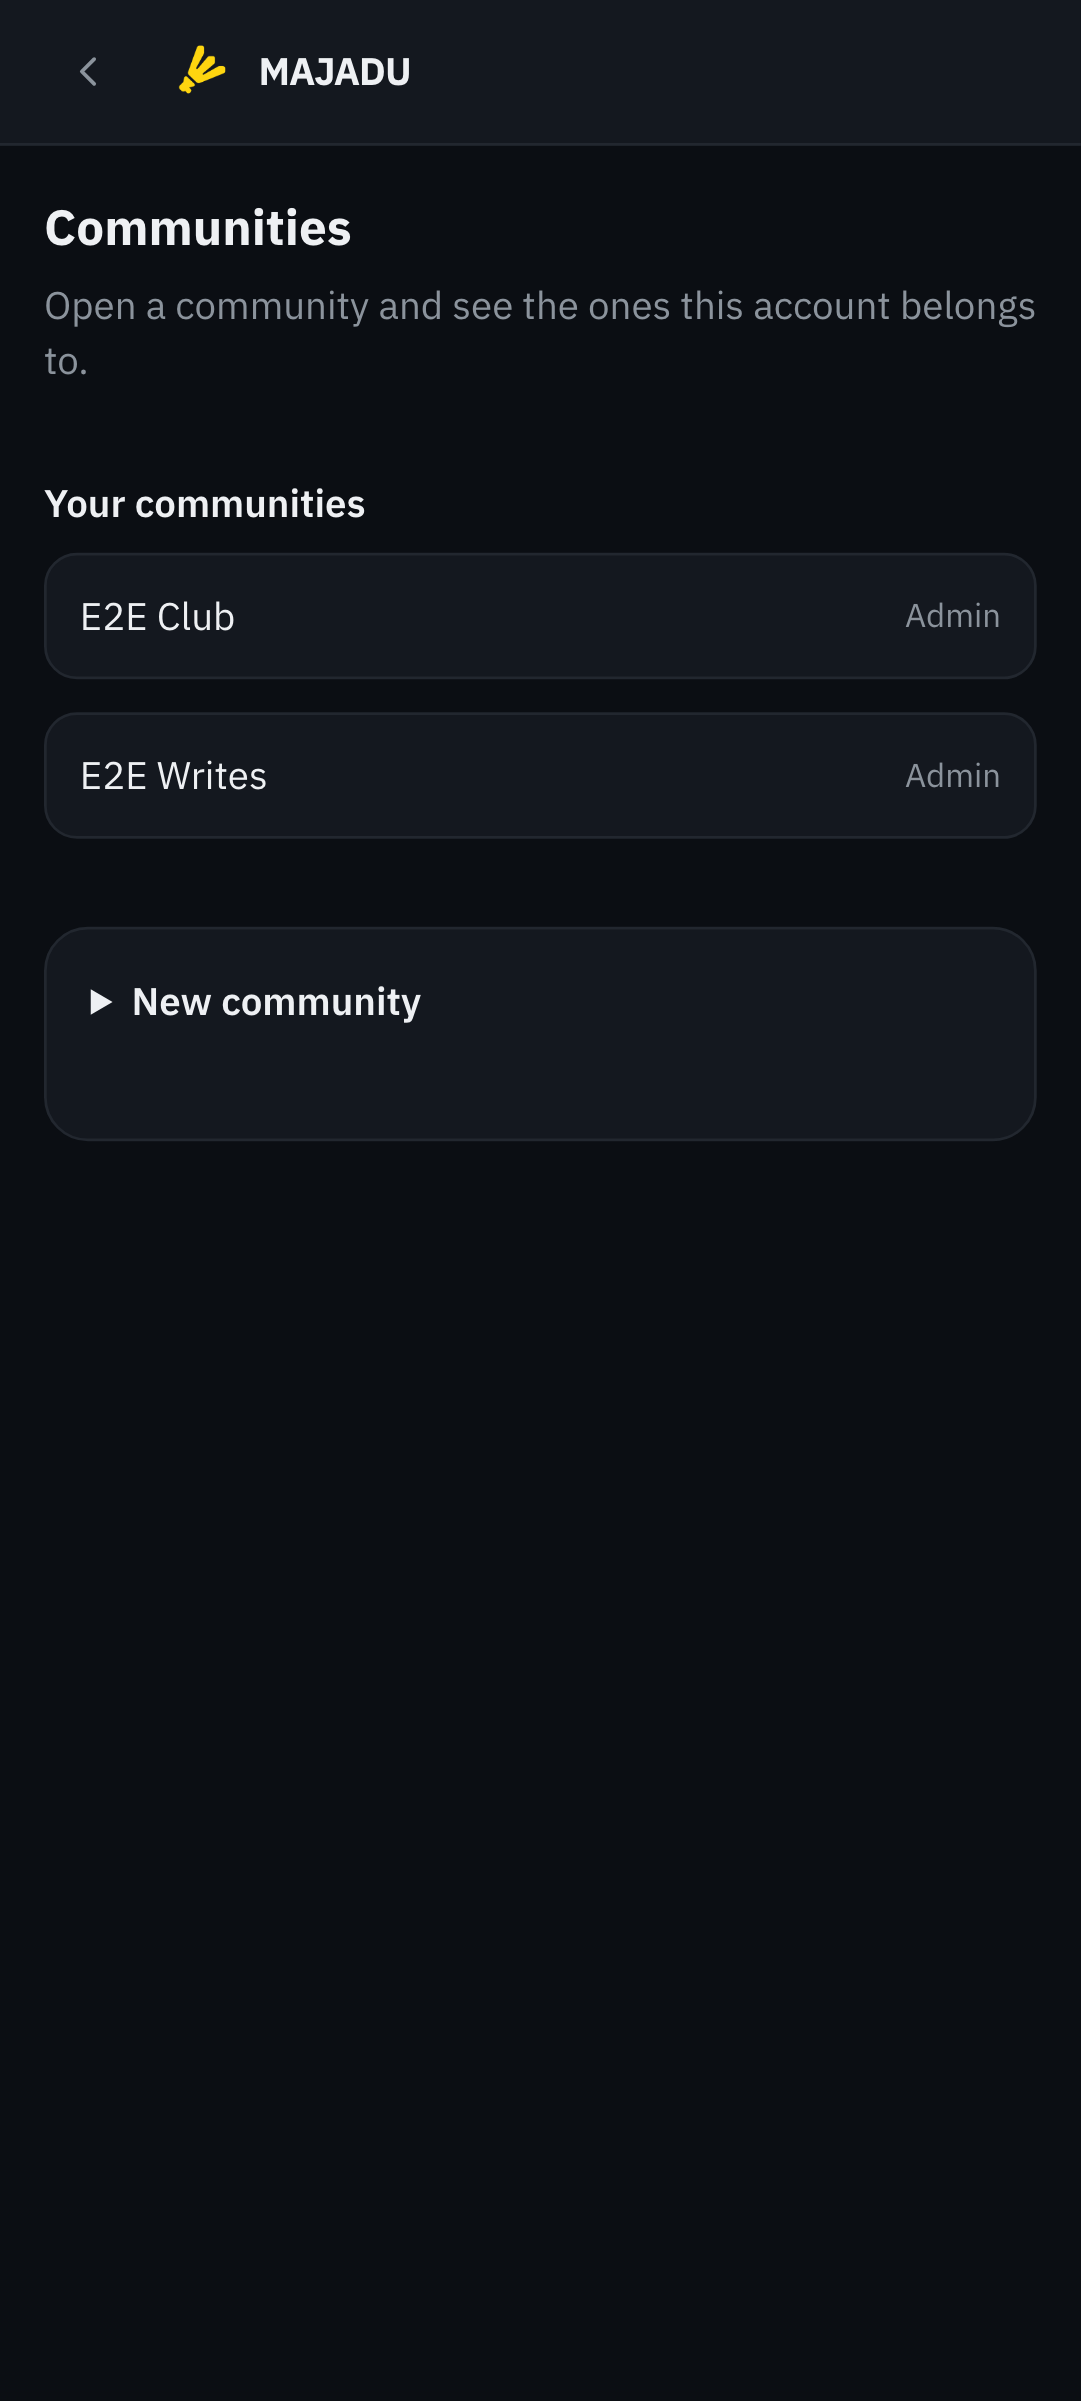 MAJADU
Communities
Open a community and see the ones this account belongs
to.
Your communities
E2E Club
Admin
E2E Writes
Admin
New community